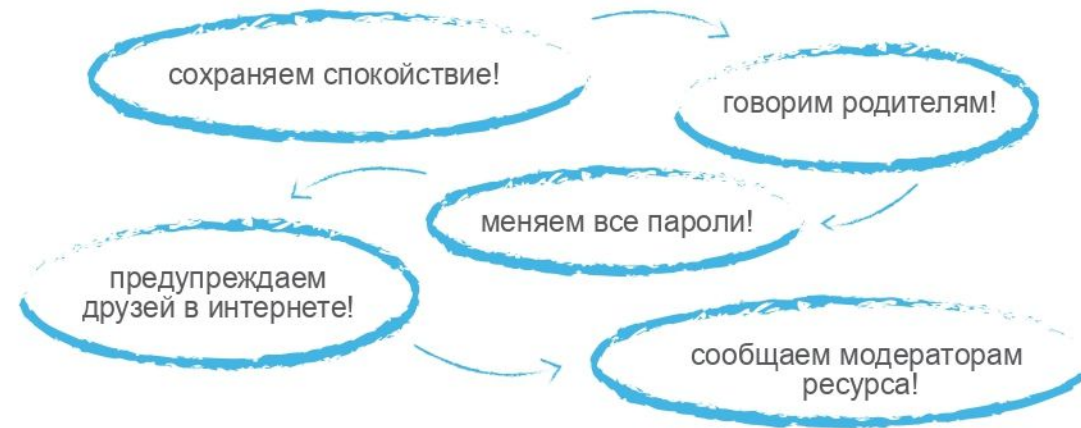 сохраняем спокойствие!
говорим родителям!
меняем все пароли!
предупреждаем
друзей в интернете!
сообщаем модераторам
ресурса!